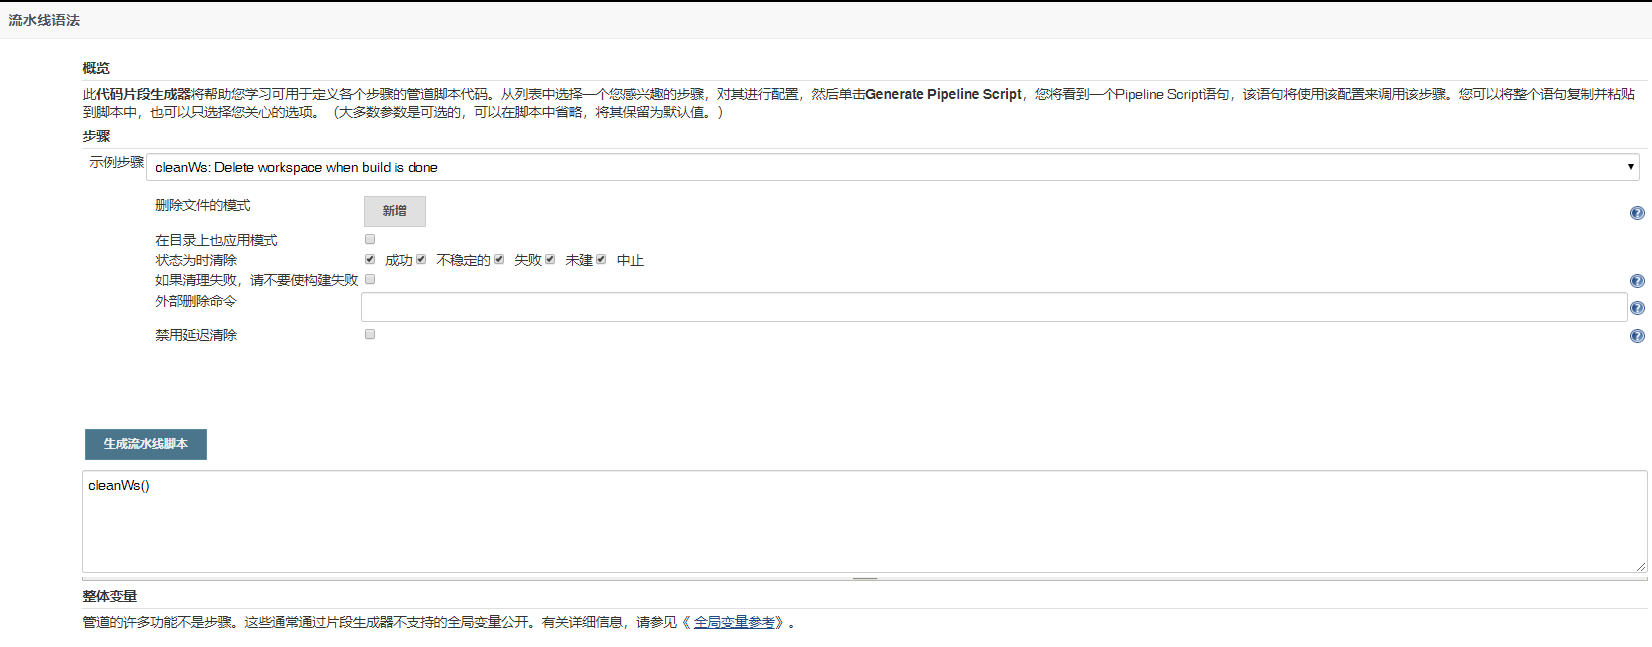 流水线语法
概览
此代码片段生成器将帮助您学习可用于定义各个步骤的管道脚本代码。从列表中选择一个您感兴趣的步骤，对其进行配置，然后单击Generate Pipeline Script，您将看到一个Pipeline Script语句，该语句将使用该配置来调用该步骤。您可以将整个语句复制并粘贴
到脚本中，也可以只选择您关心的选项。（大多数参数是可选的，可以在脚本中省略，将其保留为默认值。）
步骤
示例步骤 cleanWs: Delete workspace when build is done
删除文件的模式 新增
在目录上也应用模式
状态为时清除 成功 不稳定的 失败 未建 中止
如果清理失败，请不要使构建失败
外部删除命令
禁用延迟清除
生成流水线脚本
cleanWs()
整体变量
管道的许多功能不是步骤。这些通常通过片段生成器不支持的全局变量公开。有关详细信息，请参见《 全局变量参考》。